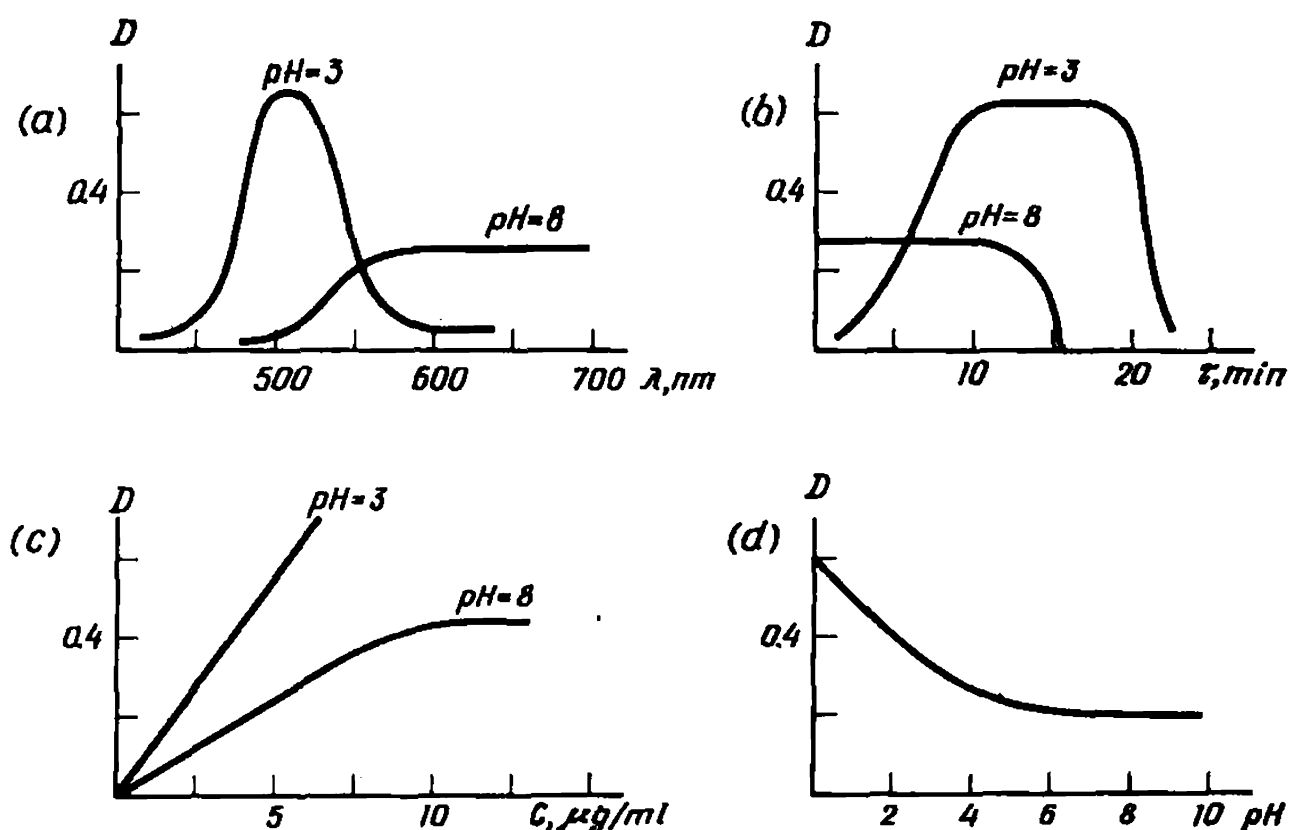 (a)
D
pH=3
0.4
pH=8
500 600 700 λ, nm
(b)
D
pH=3
0.4
pH=8
10 20 τ, min
(c)
D
pH=3
0.4
pH=8
5 10 C, μg/ml
(d)
D
0.4
2 4 6 8 10 pH